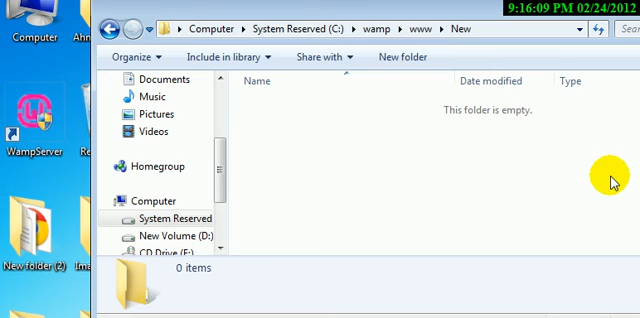 9:16:09 PM 02/24/2012
Computer System Reserved (C:) wamp www New
Organize Include in library Share with New folder
Name Date modified Type
This folder is empty.
Documents
Music
Pictures
Videos
Homegroup
Computer
System Reserved
New Volume (D:)
CD Drive (F:)
0 items
Computer
WampServer
New folder (2)